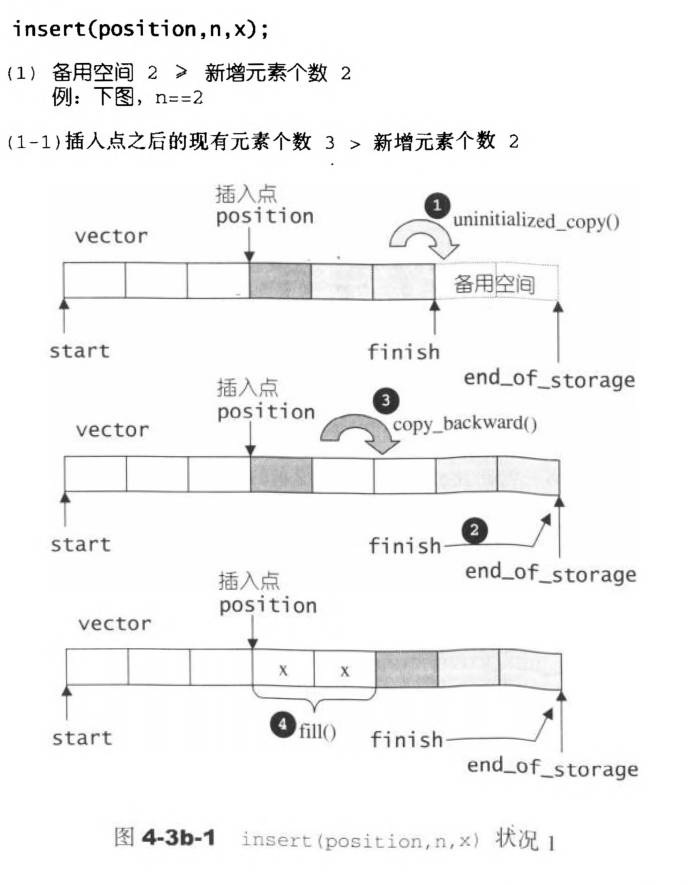 insert(position,n,x);
(1) 备用空间 2 ≥ 新增元素个数 2
例：下图，n==2
(1-1)插入点之后的现有元素个数 3 > 新增元素个数 2
插入点
position
1
uninitialized_copy()
vector
备用空间
start
finish
end_of_storage
插入点
position
3
copy_backward()
vector
start
finish
2
end_of_storage
插入点
position
vector
x
x
4
fill()
start
finish
end_of_storage
图 4-3b-1 insert(position,n,x) 状况 1